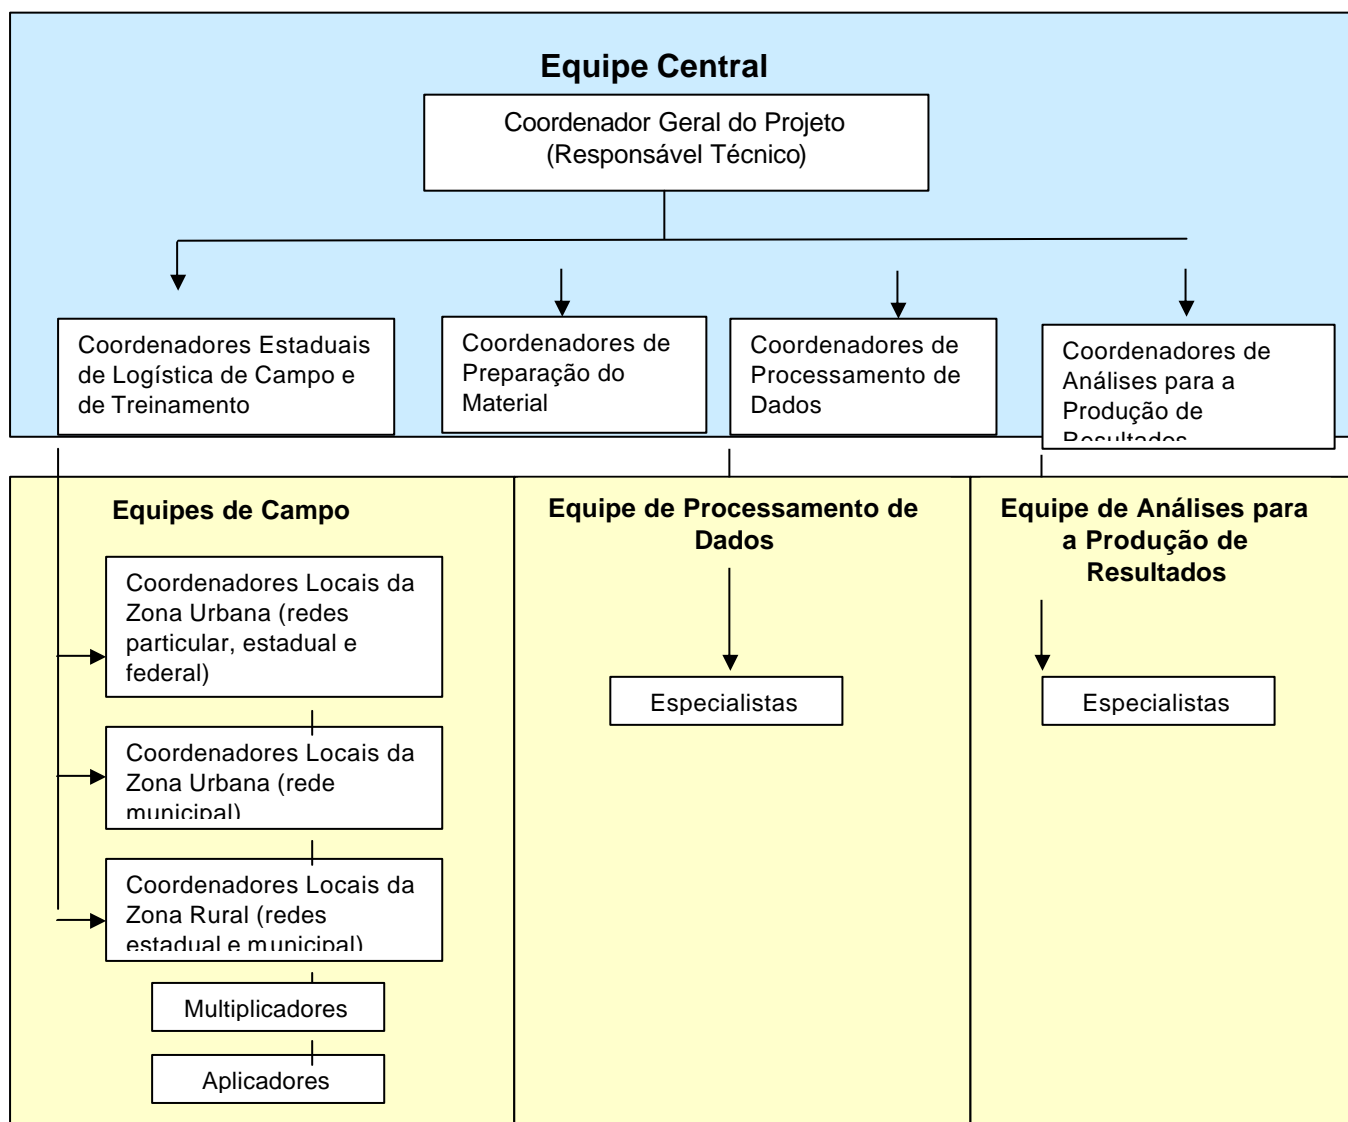 Equipe Central
Coordenador Geral do Projeto
(Responsável Técnico)
Coordenadores Estaduais
de Logística de Campo e
de Treinamento
Coordenadores de
Preparação do
Material
Coordenadores de
Processamento de
Dados
Coordenadores de
Análises para a
Produção de
Resultados
Equipes de Campo
Coordenadores Locais da
Zona Urbana (redes
particular, estadual e
federal)
Coordenadores Locais da
Zona Urbana (rede
municipal)
Coordenadores Locais da
Zona Rural (redes
estadual e municipal)
Multiplicadores
Aplicadores
Equipe de Processamento de
Dados
Especialistas
Equipe de Análises para
a Produção de
Resultados
Especialistas